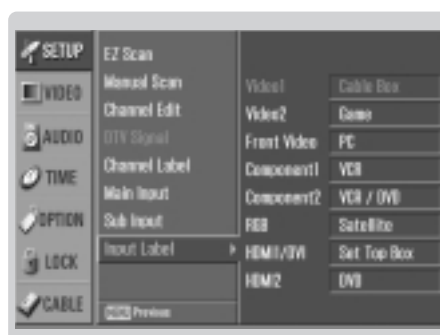 SETUP
VIDEO
AUDIO
TIME
OPTION
LOCK
CABLE
EZ Scan
Manual Scan
Channel Edit
DTV Signal
Channel Label
Main Input
Sub Input
Input Label
MENU Previous
Video1 Cable Box
Video2 Game
Front Video PC
Component1 VCR
Component2 VCR / DVD
RGB Satellite
HDMI1/DVI Set Top Box
HDMI2 DVD